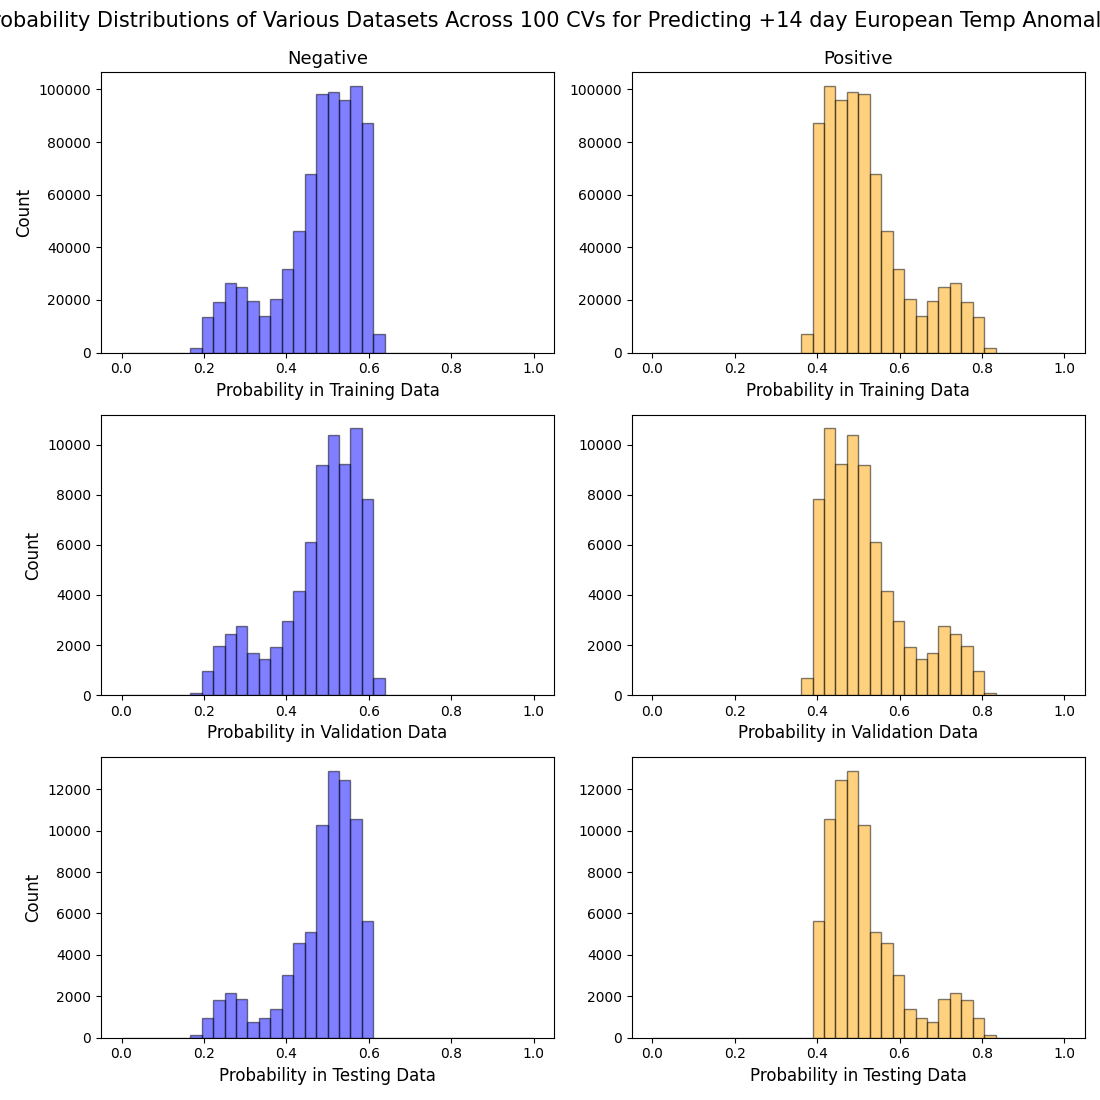 robability Distributions of Various Datasets Across 100 CVs for Predicting +14 day European Temp Anomal
Negative
Positive
100000
80000
60000
40000
20000
0
Count
0.0 0.2 0.4 0.6 0.8 1.0
Probability in Training Data
100000
80000
60000
40000
20000
0
0.0 0.2 0.4 0.6 0.8 1.0
Probability in Training Data
10000
8000
6000
4000
2000
0
Count
0.0 0.2 0.4 0.6 0.8 1.0
Probability in Validation Data
10000
8000
6000
4000
2000
0
0.0 0.2 0.4 0.6 0.8 1.0
Probability in Validation Data
12000
10000
8000
6000
4000
2000
0
Count
0.0 0.2 0.4 0.6 0.8 1.0
Probability in Testing Data
12000
10000
8000
6000
4000
2000
0
0.0 0.2 0.4 0.6 0.8 1.0
Probability in Testing Data